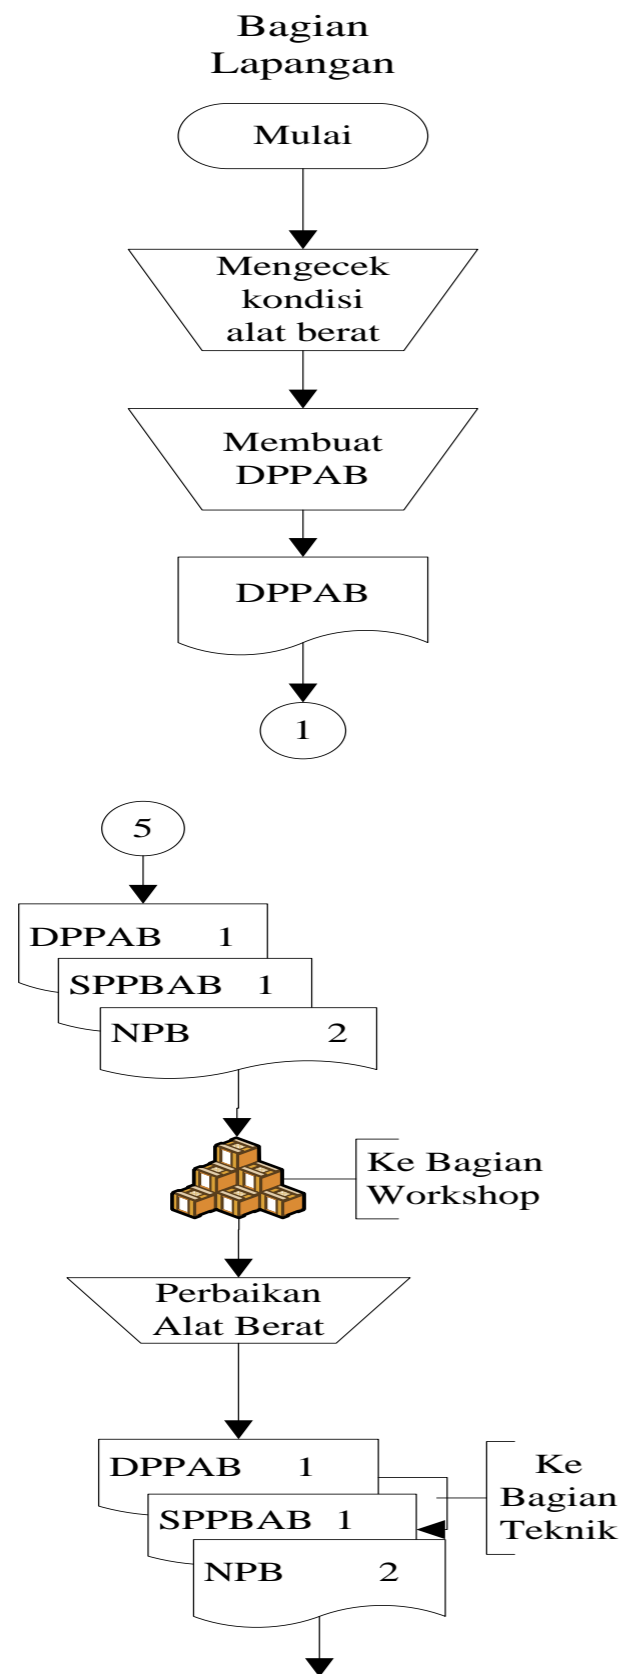 Bagian
Lapangan
Mulai
Mengecek
kondisi
alat berat
Membuat
DPPAB
DPPAB
1
5
DPPAB 1
SPPBAB 1
NPB 2
Ke Bagian
Workshop
Perbaikan
Alat Berat
DPPAB 1
SPPBAB 1
NPB 2
Ke
Bagian
Teknik